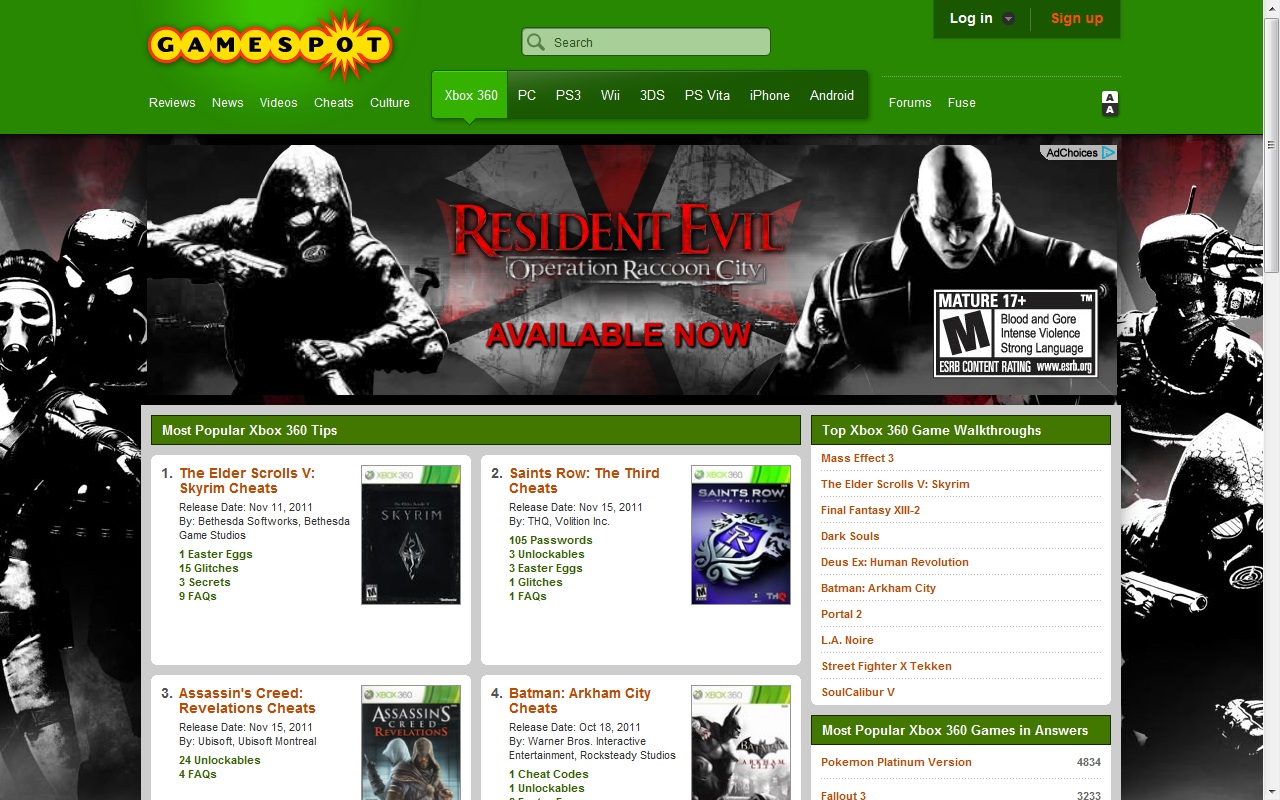 GAMESPOT
Search
Log in
Sign up
Reviews News Videos Cheats Culture
Xbox 360 PC PS3 Wii 3DS PS Vita iPhone Android
Forums Fuse
A
A
AdChoices
RESIDENT EVIL
OPERATION RACCOON CITY
AVAILABLE NOW
MATURE 17+ TM
M
Blood and Gore
Intense Violence
Strong Language
ESRB CONTENT RATING www.esrb.org
Most Popular Xbox 360 Tips
1. The Elder Scrolls V:
Skyrim Cheats
Release Date: Nov 11, 2011
By: Bethesda Softworks, Bethesda
Game Studios
1 Easter Eggs
15 Glitches
3 Secrets
9 FAQs
XBOX 360
SKYRIM
2. Saints Row: The Third
Cheats
Release Date: Nov 15, 2011
By: THQ, Volition Inc.
105 Passwords
3 Unlockables
3 Easter Eggs
1 Glitches
1 FAQs
XBOX 360
SAINTS ROW
THE THIRD
THQ
3. Assassin's Creed:
Revelations Cheats
Release Date: Nov 15, 2011
By: Ubisoft, Ubisoft Montreal
24 Unlockables
4 FAQs
XBOX 360
ASSASSIN'S
CREED
REVELATIONS
4. Batman: Arkham City
Cheats
Release Date: Oct 18, 2011
By: Warner Bros. Interactive
Entertainment, Rocksteady Studios
1 Cheat Codes
1 Unlockables
XBOX 360
BATMAN
ARKHAM CITY
Top Xbox 360 Game Walkthroughs
Mass Effect 3
The Elder Scrolls V: Skyrim
Final Fantasy XIII-2
Dark Souls
Deus Ex: Human Revolution
Batman: Arkham City
Portal 2
L.A. Noire
Street Fighter X Tekken
SoulCalibur V
Most Popular Xbox 360 Games in Answers
Pokemon Platinum Version 4834
Fallout 3 3233